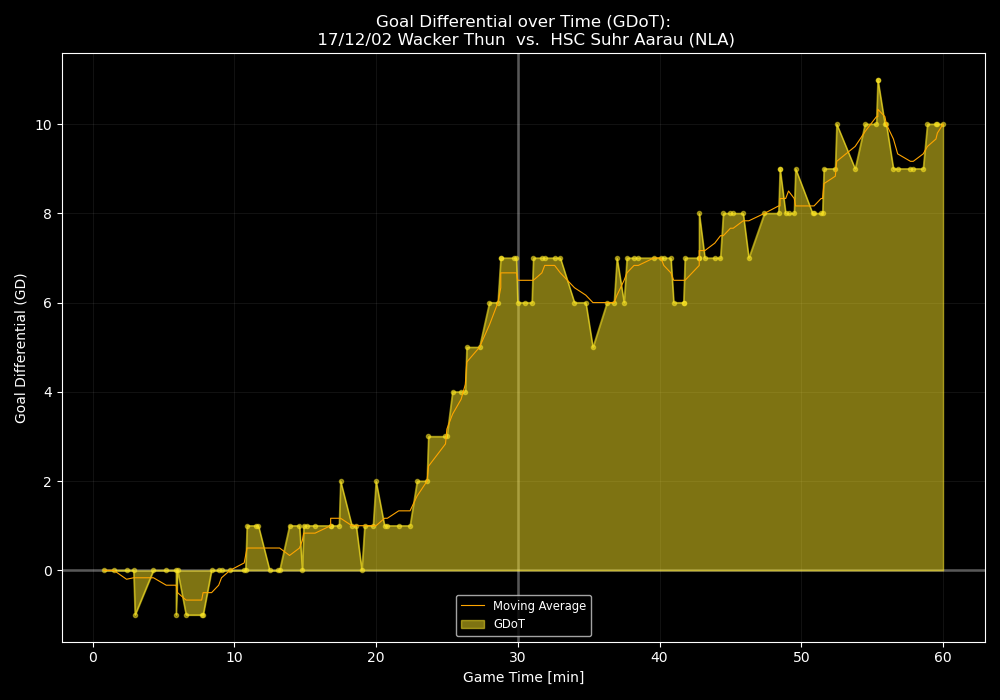 Goal Differential over Time (GDoT):
17/12/02 Wacker Thun  vs.  HSC Suhr Aarau (NLA)
Goal Differential (GD)
10
8
6
4
2
0
Moving Average
GDoT
0 10 20 30 40 50 60
Game Time [min]